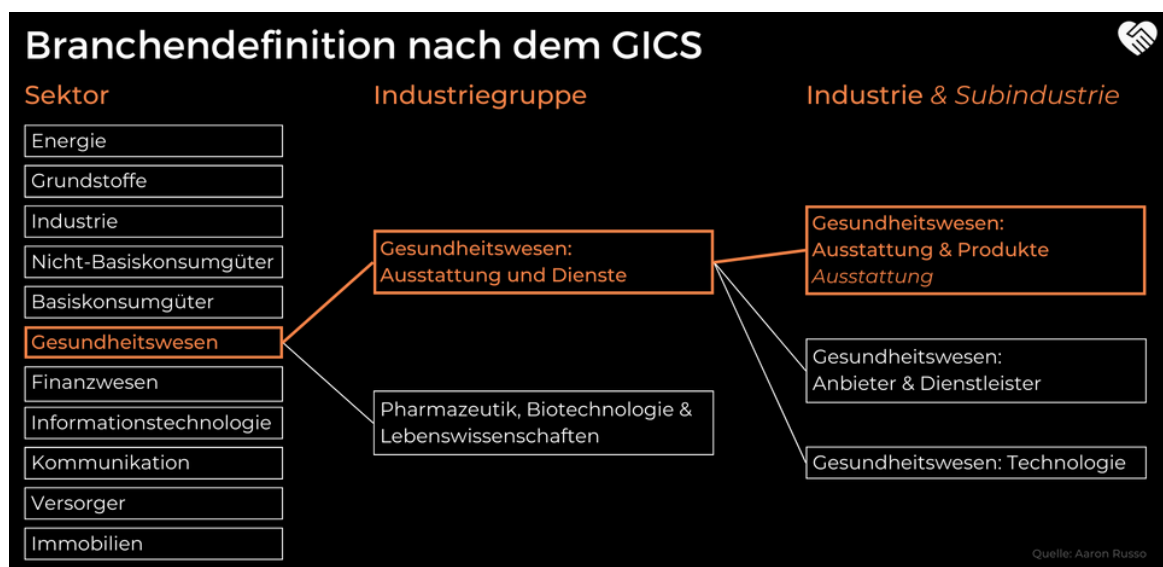 Branchendefinition nach dem GICS
Sektor
Industriegruppe
Industrie & Subindustrie
Energie
Grundstoffe
Industrie
Nicht-Basiskonsumgüter
Basiskonsumgüter
Gesundheitswesen
Finanzwesen
Informationstechnologie
Kommunikation
Versorger
Immobilien
Gesundheitswesen:
Ausstattung und Dienste
Pharmazeutik, Biotechnologie &
Lebenswissenschaften
Gesundheitswesen:
Ausstattung & Produkte
Ausstattung
Gesundheitswesen:
Anbieter & Dienstleister
Gesundheitswesen: Technologie
Quelle: Aaron Russo